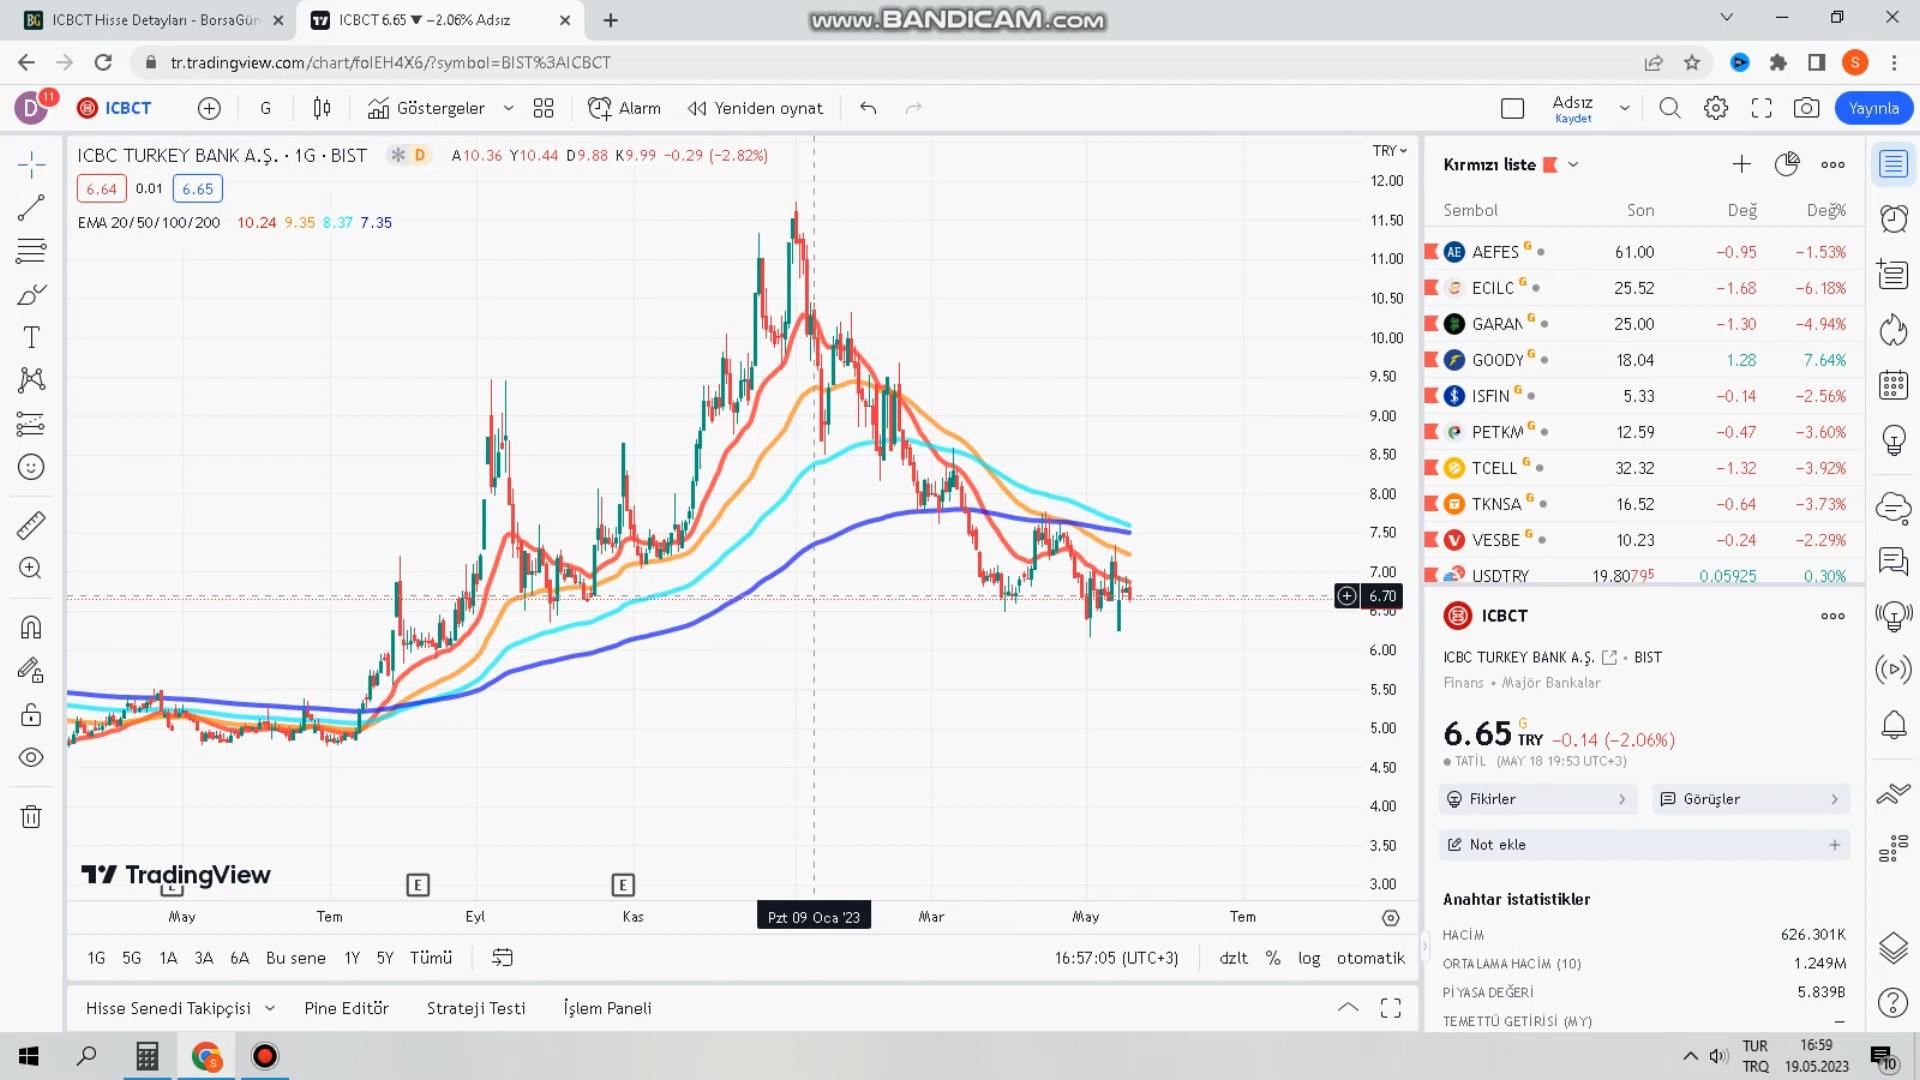 ICBCT Hisse Detayları - BorsaGün
ICBCT 6.65 ▼ −2.06% Adsız
www.BANDICAM.com
tr.tradingview.com/chart/folEH4X6/?symbol=BIST%3AICBCT
S
D
11
ICBCT
G
Göstergeler
Alarm
Yeniden oynat
Adsız
Kaydet
Yayınla
ICBC TURKEY BANK A.Ş. · 1G · BIST
D
A10.36 Y10.44 D9.88 K9.99 −0.29 (−2.82%)
6.64
0.01
6.65
EMA 20/50/100/200 10.24 9.35 8.37 7.35
TRY
12.00
11.50
11.00
10.50
10.00
9.50
9.00
8.50
8.00
7.50
7.00
6.70
6.50
6.00
5.50
5.00
4.50
4.00
3.50
3.00
TradingView
E
E
E
May
Tem
Eyl
Kas
Pzt 09 Oca '23
Mar
May
Tem
1G 5G 1A 3A 6A Bu sene 1Y 5Y Tümü
16:57:05 (UTC+3)
dzlt % log otomatik
Hisse Senedi Takipçisi
Pine Editör
Strateji Testi
İşlem Paneli
Kırmızı liste
Sembol Son Değ Değ%
AE AEFES G 61.00 −0.95 −1.53%
ECILC G 25.52 −1.68 −6.18%
GARAN G 25.00 −1.30 −4.94%
GOODY G 18.04 1.28 7.64%
ISFIN G 5.33 −0.14 −2.56%
PETKM G 12.59 −0.47 −3.60%
TCELL G 32.32 −1.32 −3.92%
TKNSA G 16.52 −0.64 −3.73%
VESBE G 10.23 −0.24 −2.29%
USDTRY 19.80795 0.05925 0.30%
ICBCT
ICBC TURKEY BANK A.Ş. • BIST
Finans • Majör Bankalar
6.65 G TRY −0.14 (−2.06%)
TATİL (MAY 18 19:53 UTC+3)
Fikirler
Görüşler
Not ekle
Anahtar istatistikler
HACİM 626.301K
ORTALAMA HACİM (10) 1.249M
PİYASA DEĞERİ 5.839B
TEMETTÜ GETİRİSİ (MY) —
TUR
TRQ
16:59
19.05.2023
10